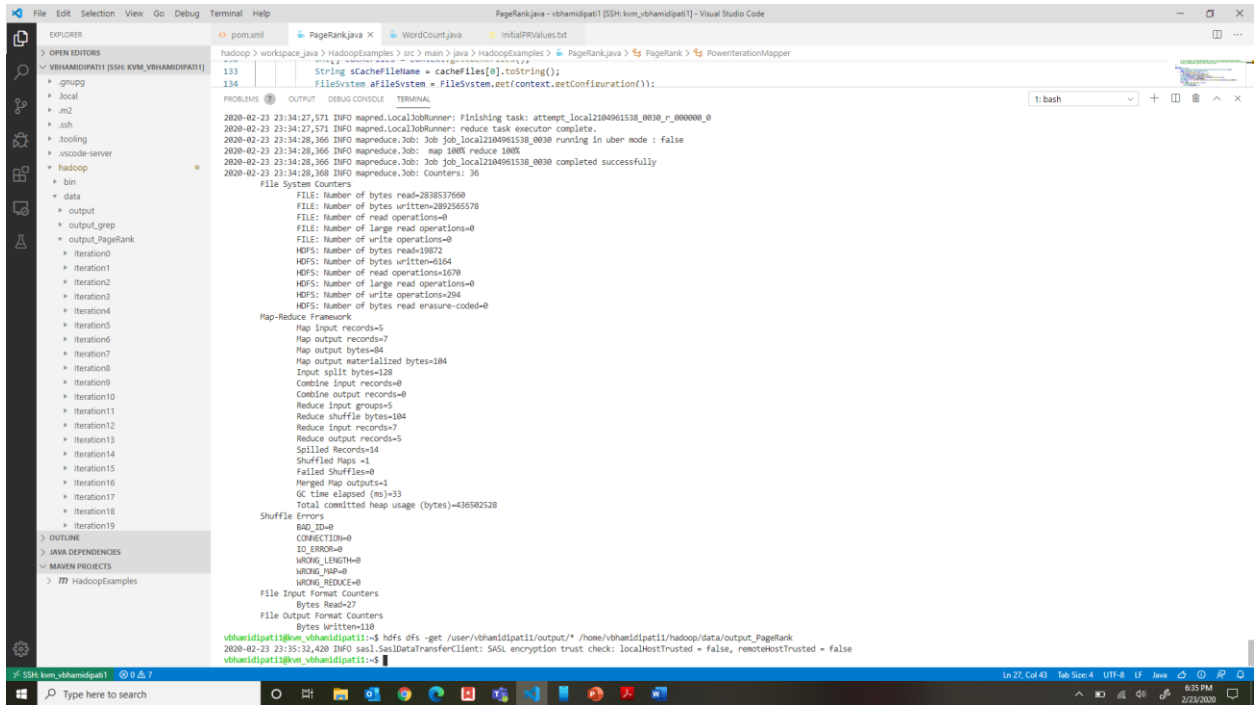 File Edit Selection View Go Debug Terminal Help
PageRank.java - vbhamidipati1 [SSH: kvm_vbhamidipati1] - Visual Studio Code
EXPLORER
pom.xml PageRank.java × WordCount.java InitialPRValues.txt
> OPEN EDITORS
hadoop > workspace_java > HadoopExamples > src > main > java > HadoopExamples > PageRank.java > PageRank > PowerIterationMapper
VBHAMIDIPATI1 [SSH: KVM_VBHAMIDIPATI1]
133 String sCacheFileName = cacheFiles[0].toString();
134 FileSystem aFileSystem = FileSystem.get(context.getConfiguration());
PROBLEMS 7 OUTPUT DEBUG CONSOLE TERMINAL
1: bash
.gnupg
.local
.m2
.ssh
.tooling
.vscode-server
hadoop
bin
data
output
output_grep
output_PageRank
Iteration0
Iteration1
Iteration2
Iteration3
Iteration4
Iteration5
Iteration6
Iteration7
Iteration8
Iteration9
Iteration10
Iteration11
Iteration12
Iteration13
Iteration14
Iteration15
Iteration16
Iteration17
Iteration18
Iteration19
> OUTLINE
> JAVA DEPENDENCIES
MAVEN PROJECTS
> m HadoopExamples
2020-02-23 23:34:27,571 INFO mapred.LocalJobRunner: Finishing task: attempt_local2104961538_0030_r_000000_0
2020-02-23 23:34:27,571 INFO mapred.LocalJobRunner: reduce task executor complete.
2020-02-23 23:34:28,366 INFO mapreduce.Job: Job job_local2104961538_0030 running in uber mode : false
2020-02-23 23:34:28,366 INFO mapreduce.Job: map 100% reduce 100%
2020-02-23 23:34:28,366 INFO mapreduce.Job: Job job_local2104961538_0030 completed successfully
2020-02-23 23:34:28,368 INFO mapreduce.Job: Counters: 36
File System Counters
FILE: Number of bytes read=2838537660
FILE: Number of bytes written=2892565578
FILE: Number of read operations=0
FILE: Number of large read operations=0
FILE: Number of write operations=0
HDFS: Number of bytes read=19872
HDFS: Number of bytes written=6164
HDFS: Number of read operations=1670
HDFS: Number of large read operations=0
HDFS: Number of write operations=294
HDFS: Number of bytes read erasure-coded=0
Map-Reduce Framework
Map input records=5
Map output records=7
Map output bytes=84
Map output materialized bytes=104
Input split bytes=128
Combine input records=0
Combine output records=0
Reduce input groups=5
Reduce shuffle bytes=104
Reduce input records=7
Reduce output records=5
Spilled Records=14
Shuffled Maps =1
Failed Shuffles=0
Merged Map outputs=1
GC time elapsed (ms)=33
Total committed heap usage (bytes)=436502528
Shuffle Errors
BAD_ID=0
CONNECTION=0
IO_ERROR=0
WRONG_LENGTH=0
WRONG_MAP=0
WRONG_REDUCE=0
File Input Format Counters
Bytes Read=27
File Output Format Counters
Bytes Written=110
vbhamidipati1@kvm_vbhamidipati1:~$ hdfs dfs -get /user/vbhamidipati1/output/* /home/vbhamidipati1/hadoop/data/output_PageRank
2020-02-23 23:35:32,420 INFO sasl.SaslDataTransferClient: SASL encryption trust check: localHostTrusted = false, remoteHostTrusted = false
vbhamidipati1@kvm_vbhamidipati1:~$
SSH: kvm_vbhamidipati1 0 7
Ln 27, Col 43 Tab Size: 4 UTF-8 LF Java
Type here to search
6:35 PM
2/23/2020